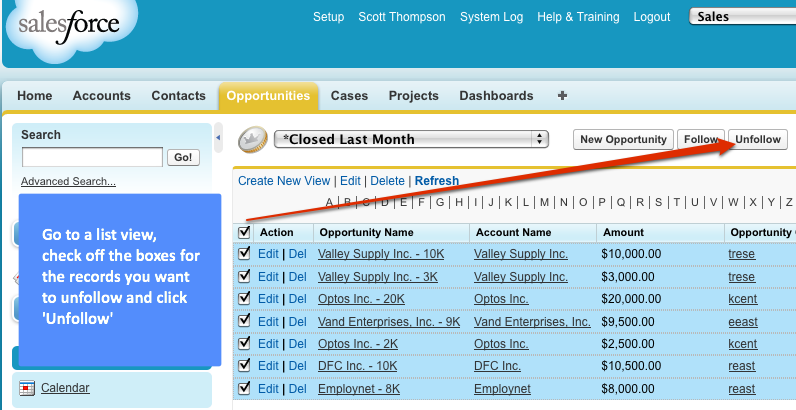 salesforce
Setup Scott Thompson System Log Help & Training Logout Sales
Home Accounts Contacts Opportunities Cases Projects Dashboards +
Search
Go!
Advanced Search...
Go to a list view,
check off the boxes for
the records you want
to unfollow and click
'Unfollow'
Calendar
*Closed Last Month New Opportunity Follow Unfollow
Create New View | Edit | Delete | Refresh
A | B | C | D | E | F | G | H | I | J | K | L | M | N | O | P | Q | R | S | T | U | V | W | X | Y | Z
Action Opportunity Name Account Name Amount Opportunity
Edit | Del Valley Supply Inc. - 10K Valley Supply Inc. $10,000.00 trese
Edit | Del Valley Supply Inc. - 3K Valley Supply Inc. $3,000.00 trese
Edit | Del Optos Inc. - 20K Optos Inc. $20,000.00 kcent
Edit | Del Vand Enterprises, Inc. - 9K Vand Enterprises, Inc. $9,500.00 eeast
Edit | Del Optos Inc. - 2K Optos Inc. $2,500.00 kcent
Edit | Del DFC Inc. - 10K DFC Inc. $10,500.00 reast
Edit | Del Employnet - 8K Employnet $8,000.00 reast